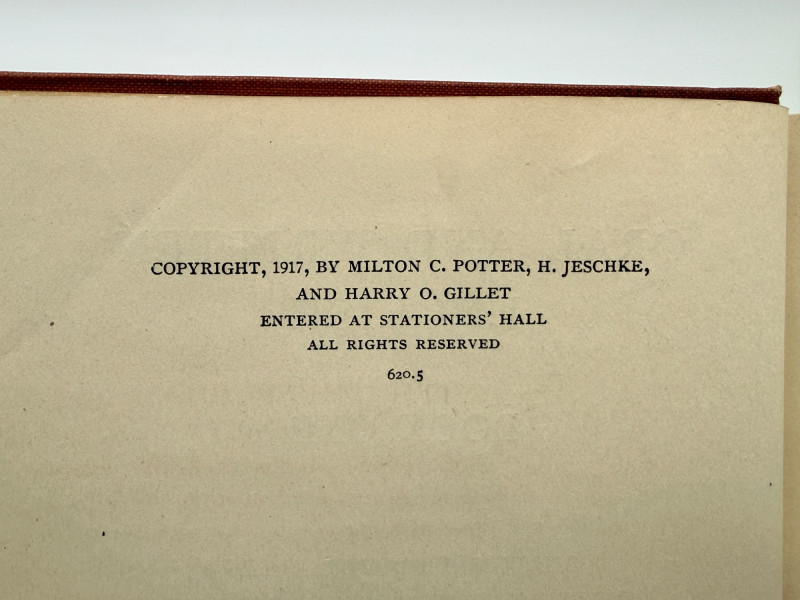 COPYRIGHT, 1917, BY MILTON C. POTTER, H. JESCHKE,
AND HARRY O. GILLET
ENTERED AT STATIONERS' HALL
ALL RIGHTS RESERVED
620.5